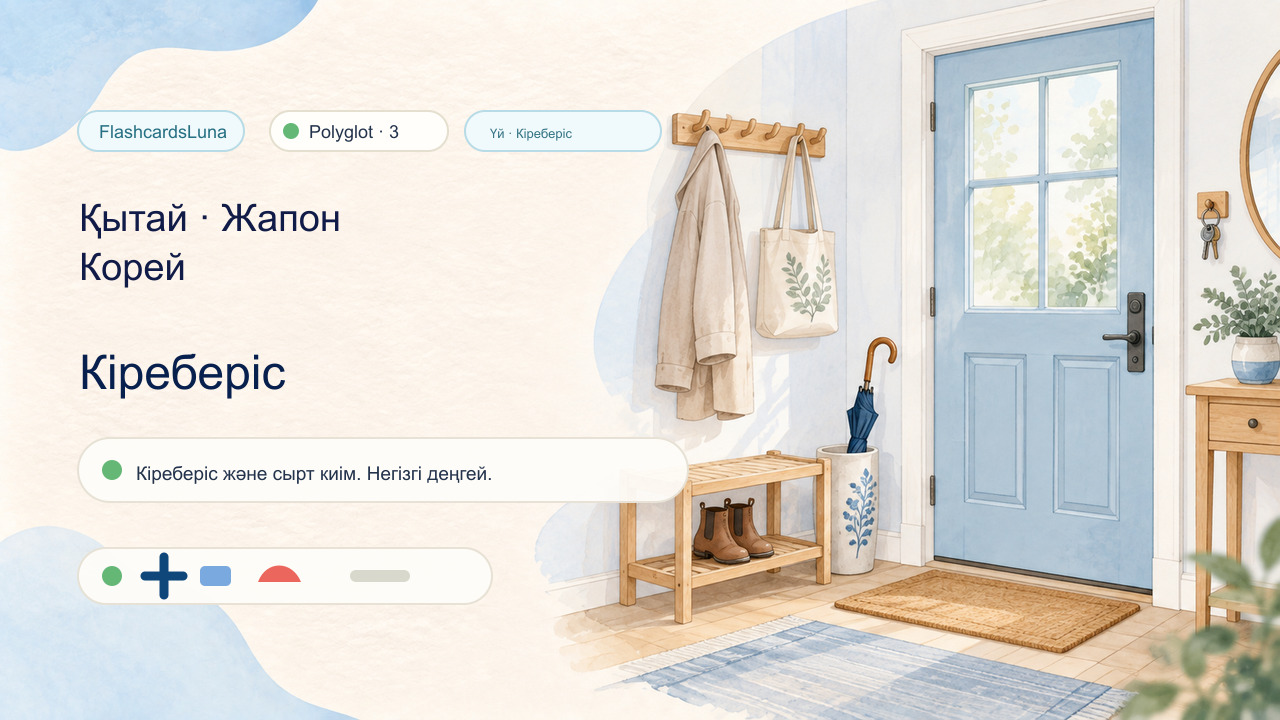 FlashcardsLuna
Polyglot · 3
Үй · Кіреберіс
Қытай · Жапон
Корей
Кіреберіс
Кіреберіс және сырт киім. Негізгі деңгей.